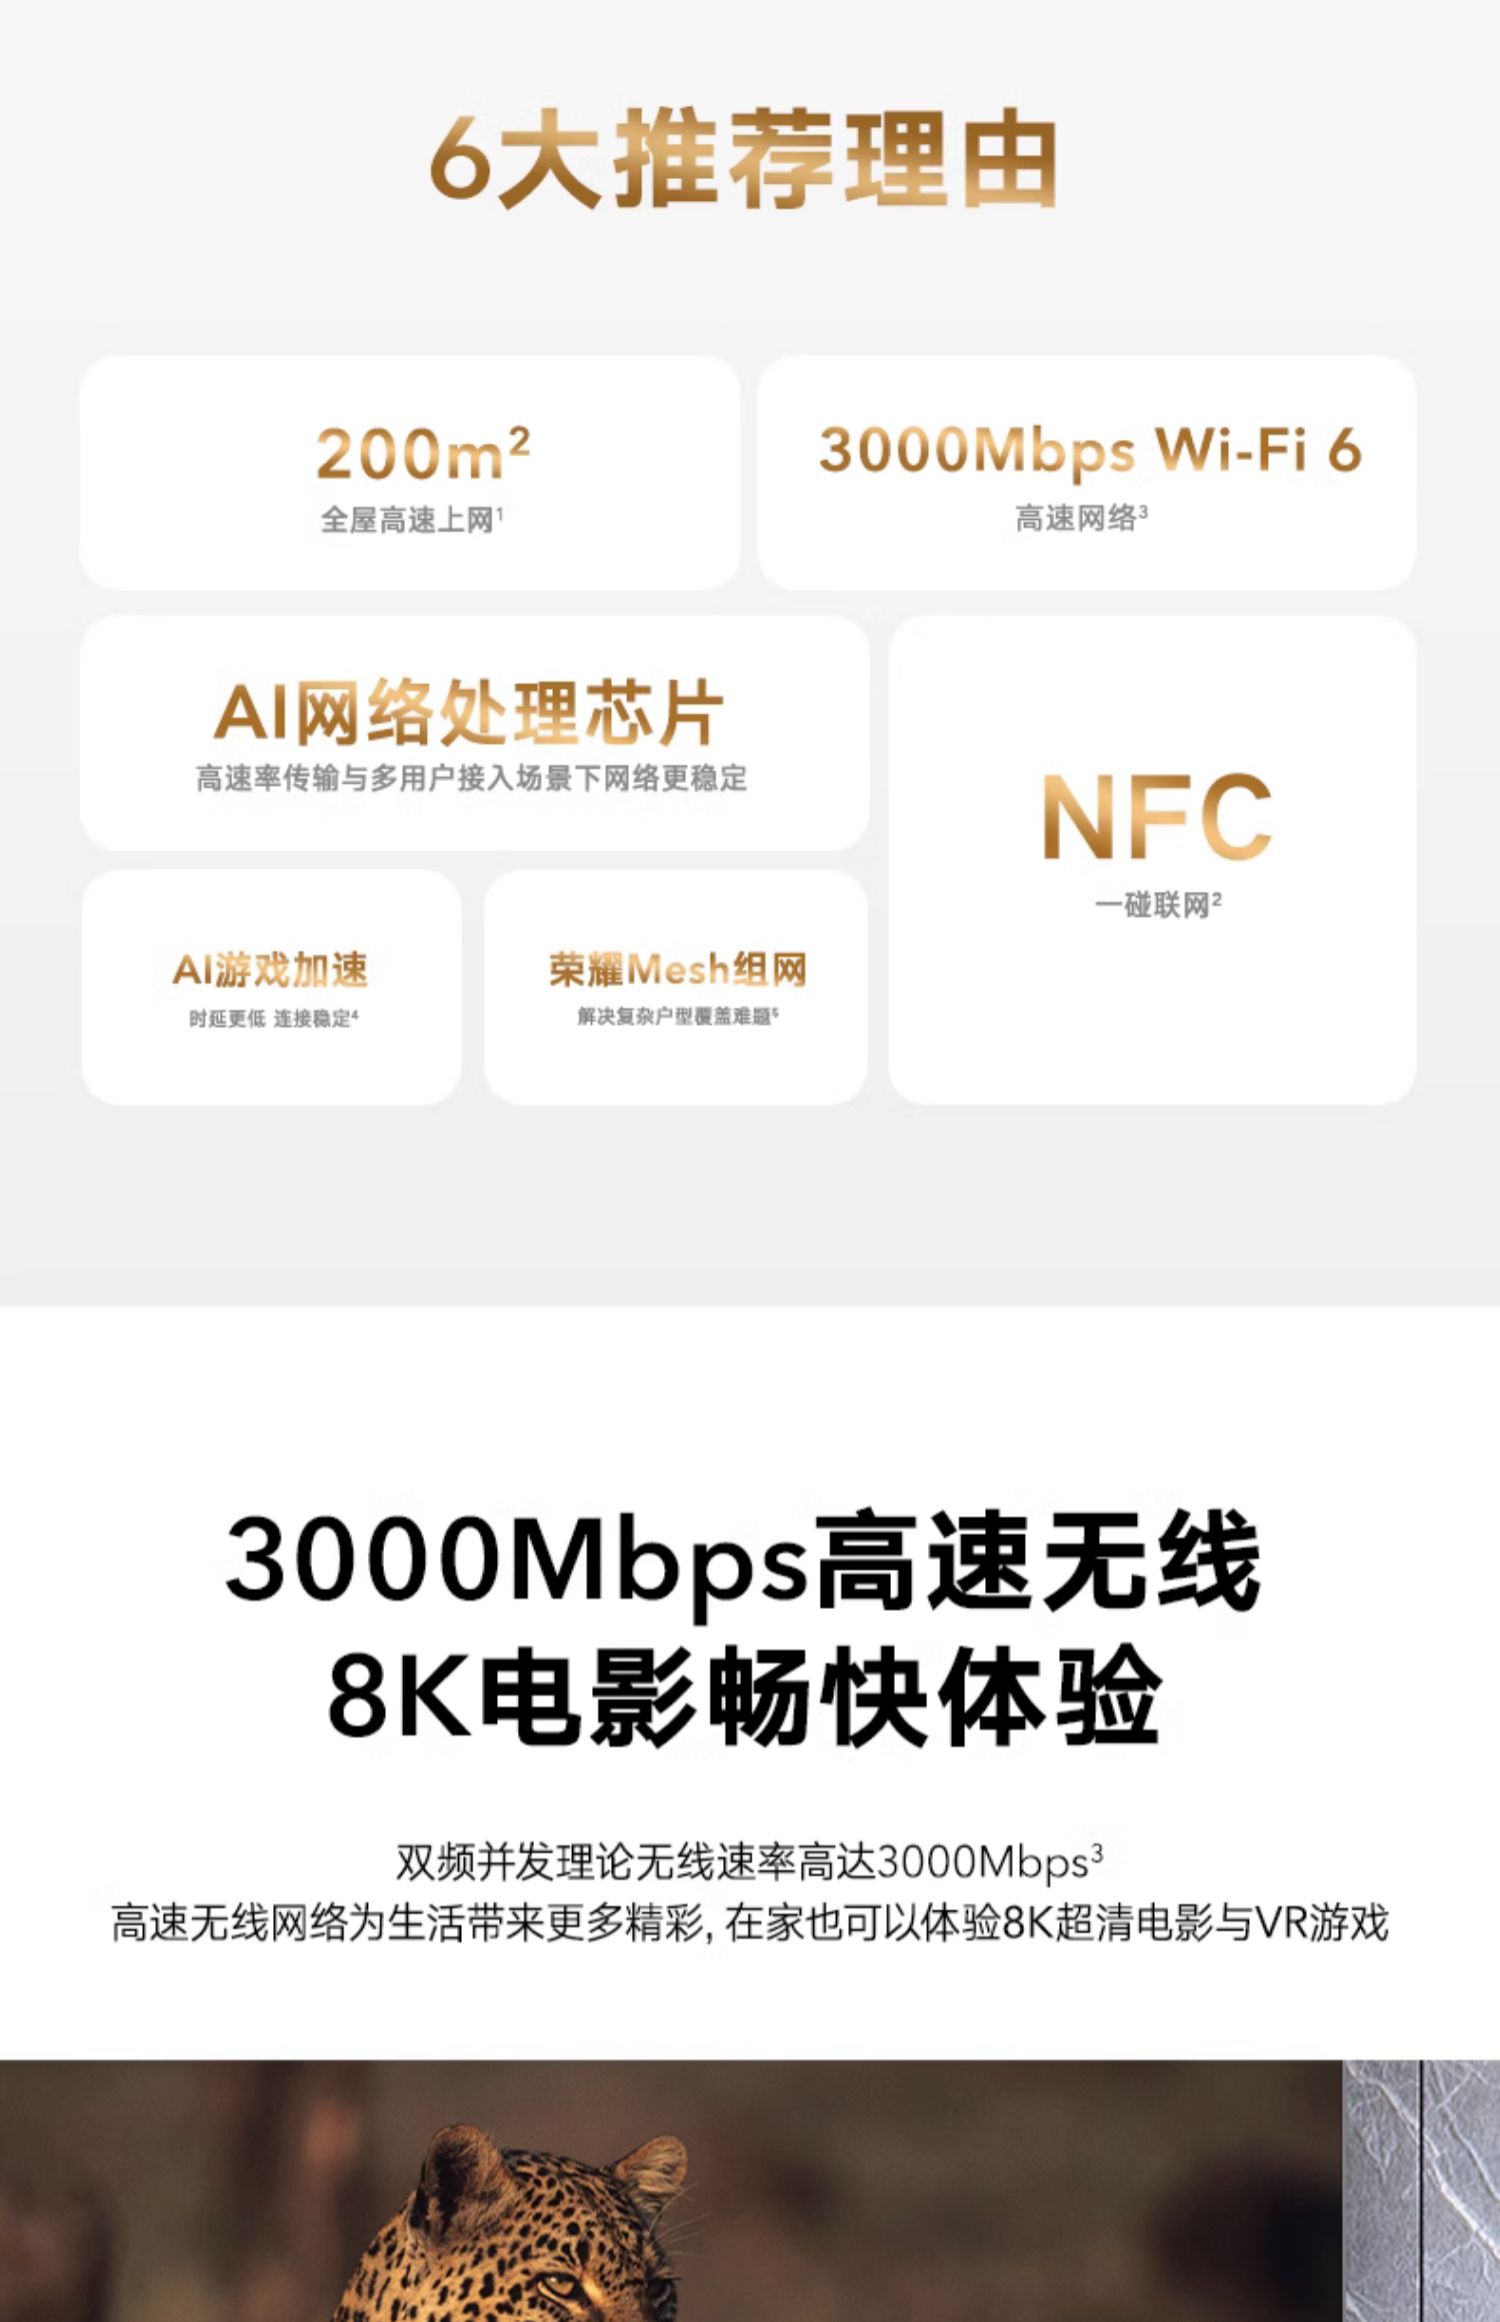 6大推荐理由
200m²
全屋高速上网¹
3000Mbps Wi-Fi 6
高速网络³
AI网络处理芯片
高速率传输与多用户接入场景下网络更稳定
NFC
一碰联网²
AI游戏加速
时延更低 连接稳定⁴
荣耀Mesh组网
解决复杂户型覆盖难题⁵
3000Mbps高速无线
8K电影畅快体验
双频并发理论无线速率高达3000Mbps³
高速无线网络为生活带来更多精彩, 在家也可以体验8K超清电影与VR游戏